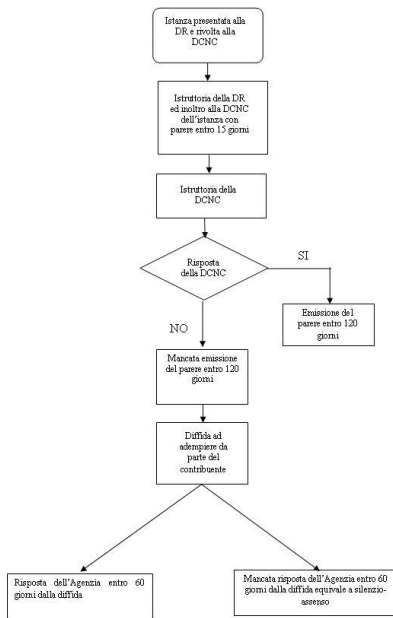 Istanza presentata alla
DR e rivolta alla
DCNC
Istruttoria della DR
ed inoltro alla DCNC
dell'istanza con
parere entro 15 giorni
Istruttoria della
DCNC
Risposta
della DCNC
SI
Emissione del
parere entro 120
giorni
NO
Mancata emissione
del parere entro 120
giorni
Diffida ad
adempiere da
parte del
contribuente
Risposta dell'Agenzia entro 60
giorni dalla diffida
Mancata risposta dell'Agenzia entro 60
giorni dalla diffida equivale a silenzio-
assenso